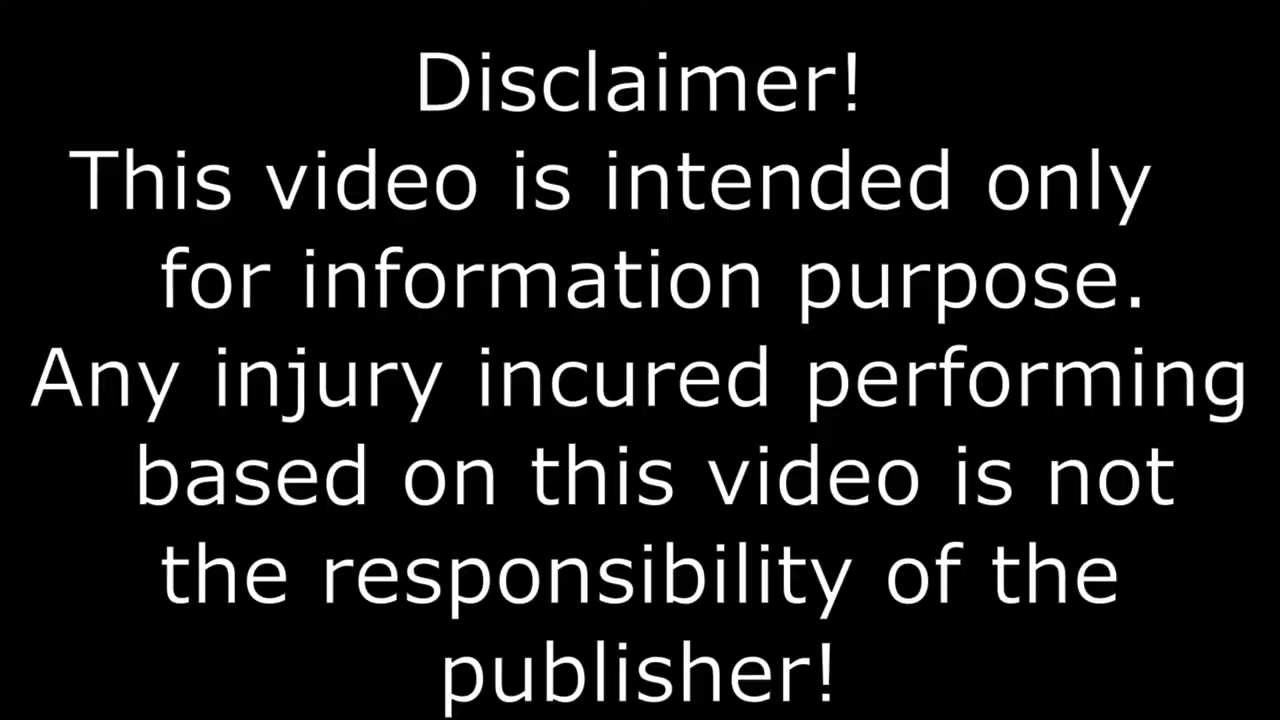 Disclaimer!
This video is intended only
for information purpose.
Any injury incured performing
based on this video is not
the responsibility of the
publisher!